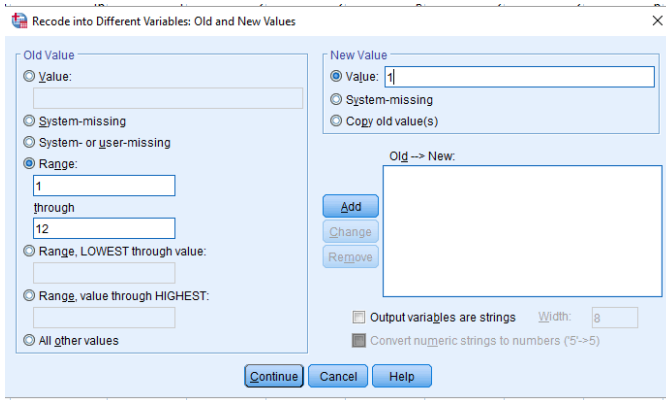 Recode into Different Variables: Old and New Values
Old Value
Value:
System-missing
System- or user-missing
Range:
1
through
12
Range, LOWEST through value:
Range, value through HIGHEST:
All other values
New Value
Value: 1
System-missing
Copy old value(s)
Old --> New:
Add
Change
Remove
Output variables are strings Width: 8
Convert numeric strings to numbers ('5'->5)
Continue Cancel Help